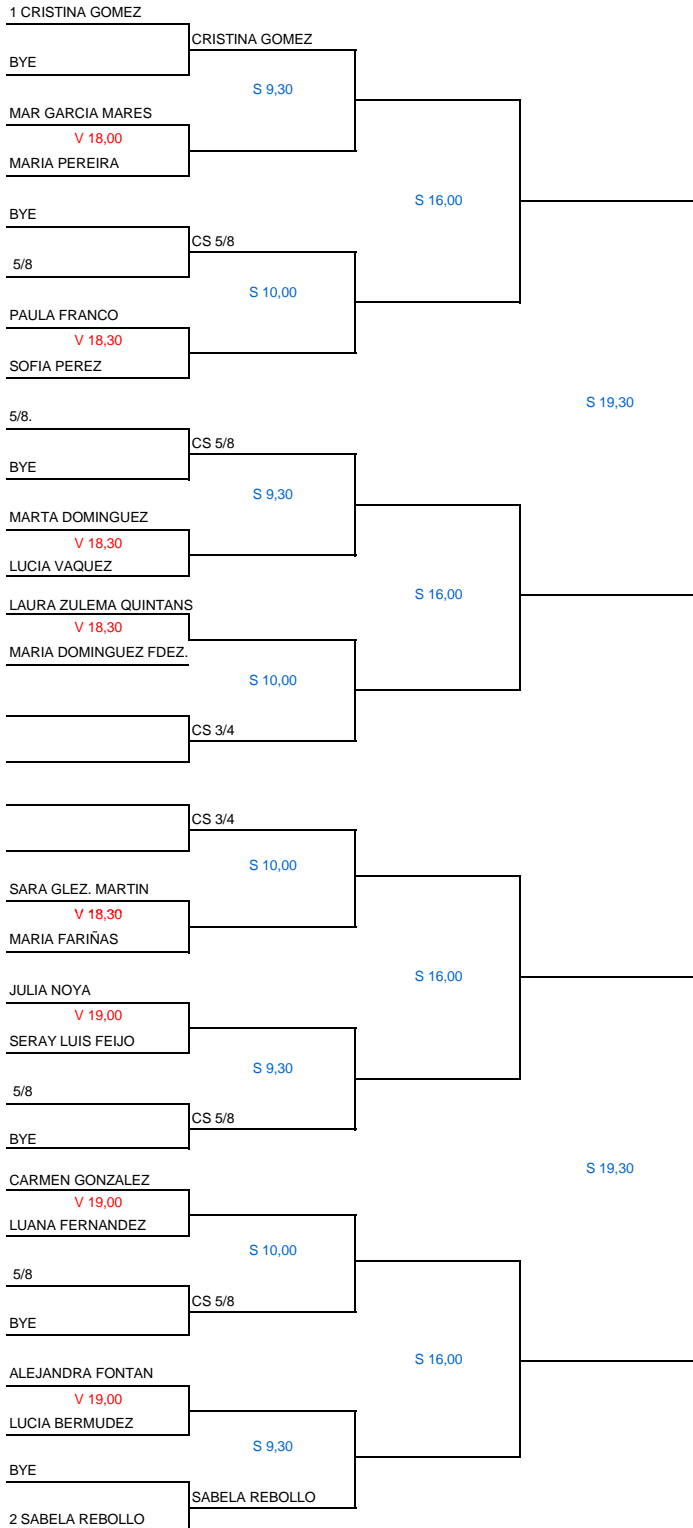 1 CRISTINA GOMEZ
CRISTINA GOMEZ
BYE
S 9,30
MAR GARCIA MARES
V 18,00
MARIA PEREIRA
S 16,00
BYE
CS 5/8
5/8
S 10,00
PAULA FRANCO
V 18,30
SOFIA PEREZ
S 19,30
5/8.
CS 5/8
BYE
S 9,30
MARTA DOMINGUEZ
V 18,30
LUCIA VAQUEZ
S 16,00
LAURA ZULEMA QUINTANS
V 18,30
MARIA DOMINGUEZ FDEZ.
S 10,00
CS 3/4
CS 3/4
S 10,00
SARA GLEZ. MARTIN
V 18,30
MARIA FARIÑAS
S 16,00
JULIA NOYA
V 19,00
SERAY LUIS FEIJO
S 9,30
5/8
CS 5/8
BYE
S 19,30
CARMEN GONZALEZ
V 19,00
LUANA FERNANDEZ
S 10,00
5/8
CS 5/8
BYE
S 16,00
ALEJANDRA FONTAN
V 19,00
LUCIA BERMUDEZ
S 9,30
BYE
SABELA REBOLLO
2 SABELA REBOLLO